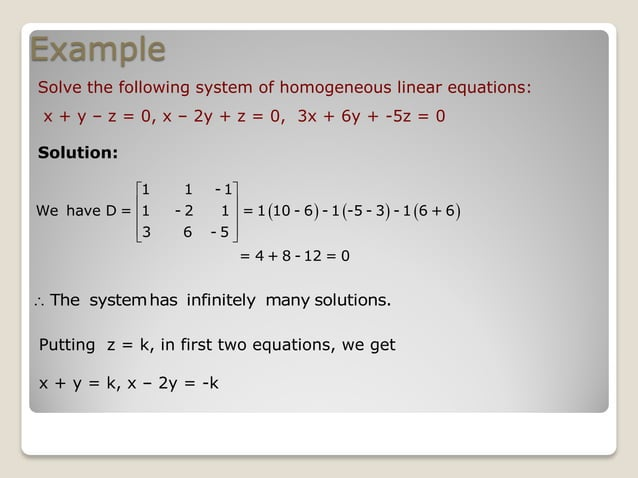 Example
Solve the following system of homogeneous linear equations:
x + y – z = 0, x – 2y + z = 0, 3x + 6y + -5z = 0
Solution:
1 1 - 1
We have D = 1 - 2 1 = 1 (10 - 6) - 1 (-5 - 3) - 1 (6 + 6)
3 6 - 5
= 4 + 8 - 12 = 0
∴ The system has infinitely many solutions.
Putting z = k, in first two equations, we get
x + y = k, x – 2y = -k